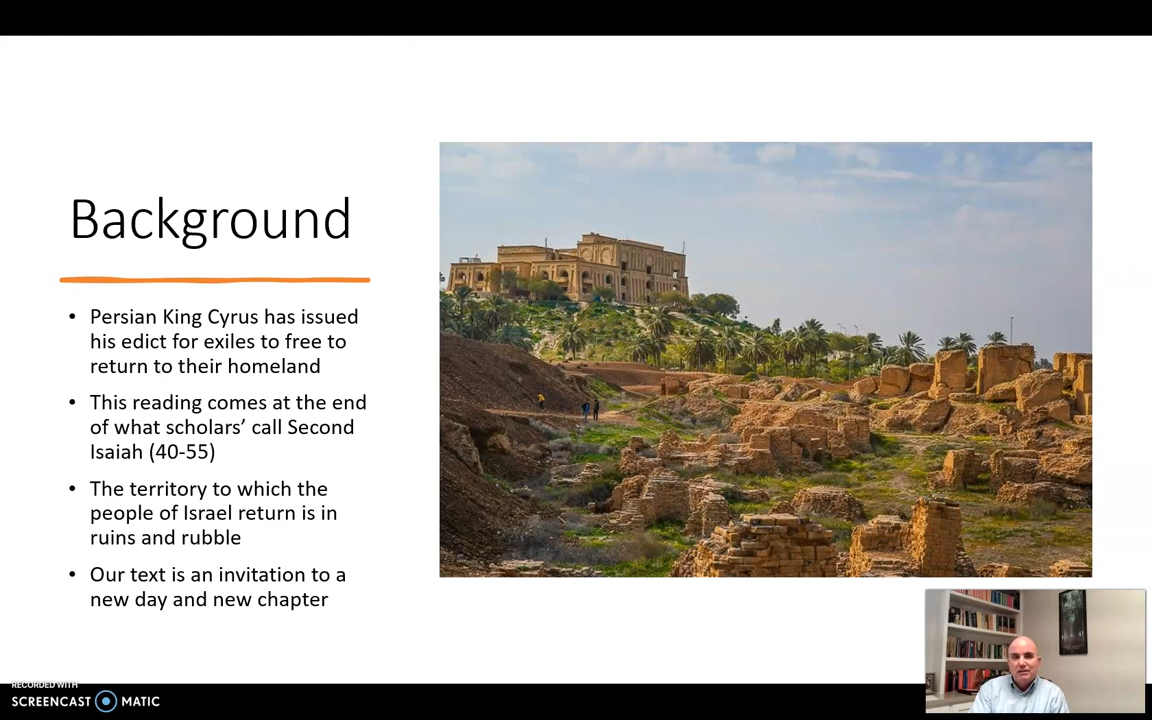 Background
• Persian King Cyrus has issued
his edict for exiles to free to
return to their homeland
• This reading comes at the end
of what scholars’ call Second
Isaiah (40-55)
• The territory to which the
people of Israel return is in
ruins and rubble
• Our text is an invitation to a
new day and new chapter
RECORDED WITH
SCREENCAST MATIC